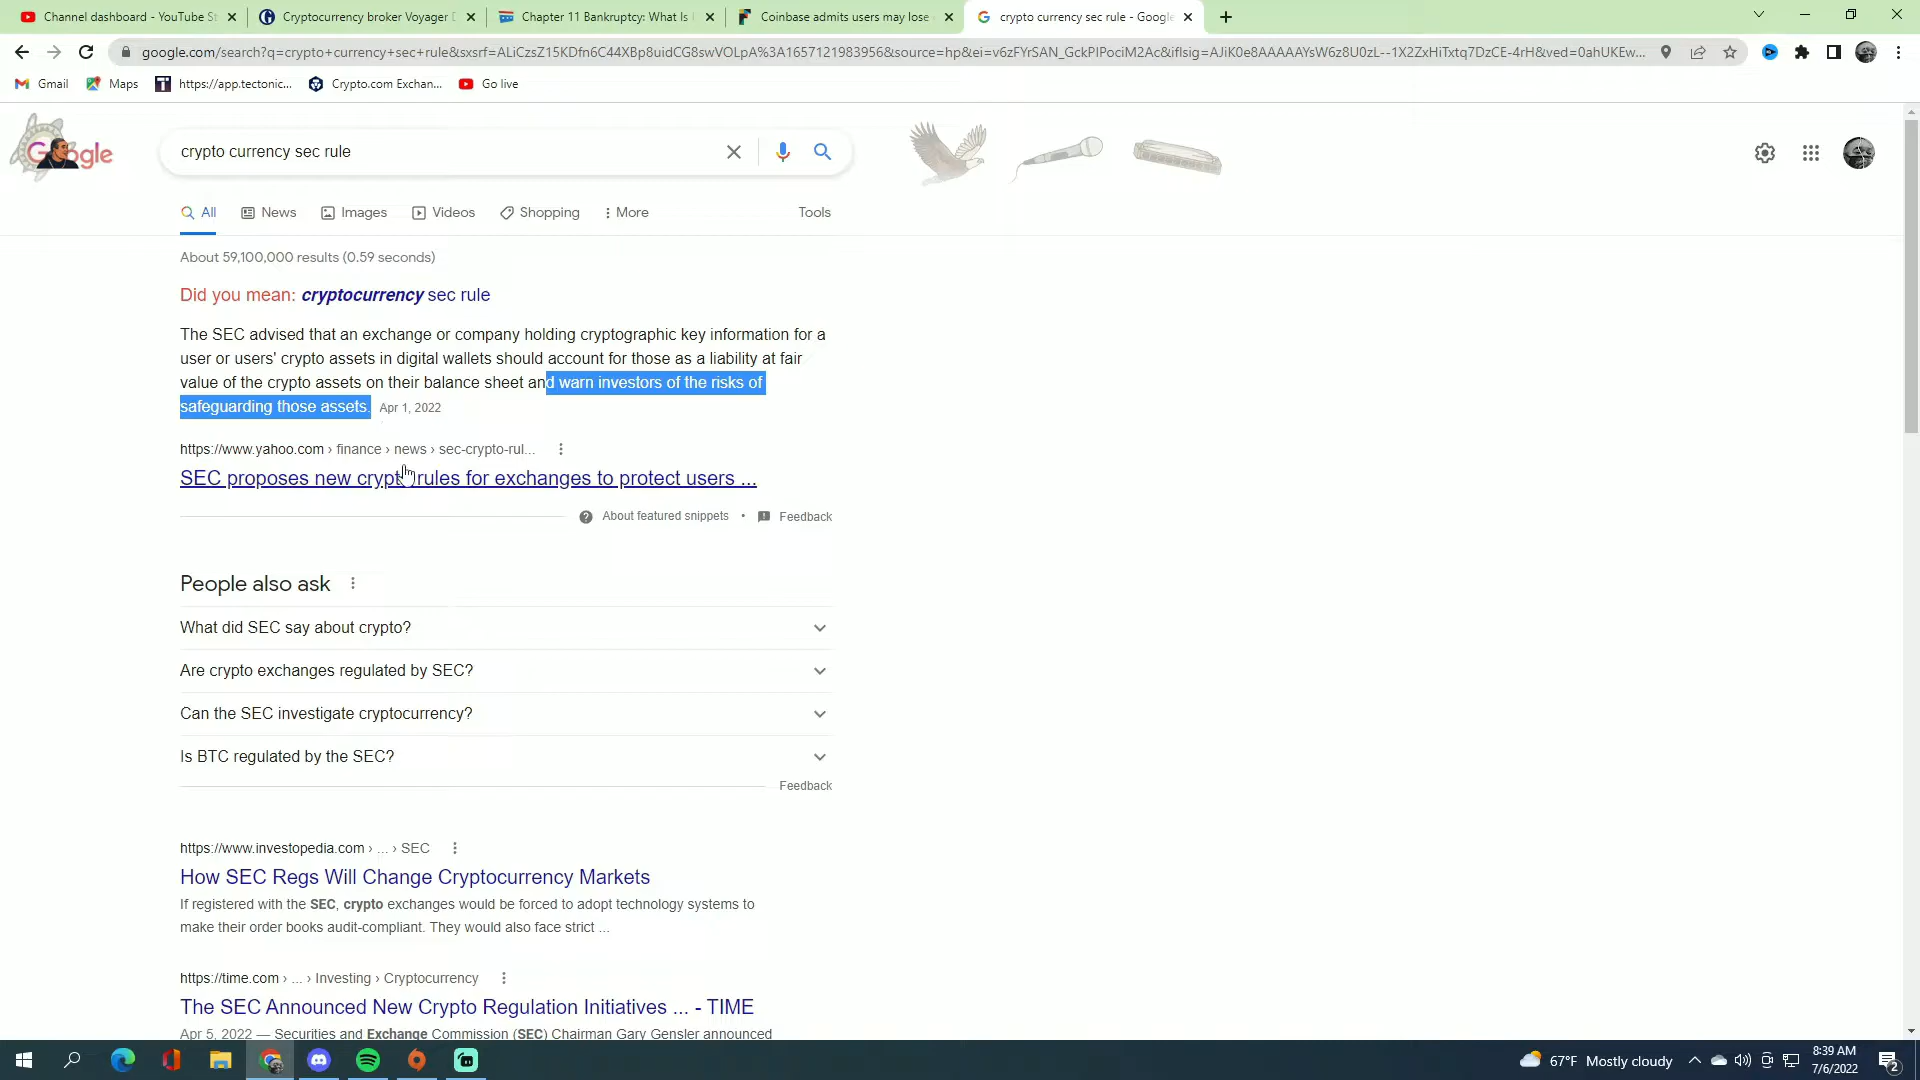 Channel dashboard - YouTube St
Cryptocurrency broker Voyager D
Chapter 11 Bankruptcy: What Is I
Coinbase admits users may lose
crypto currency sec rule - Google
google.com/search?q=crypto+currency+sec+rule&sxsrf=ALiCzsZ15KDfn6C44XBp8uidCG8swVOLpA%3A1657121983956&source=hp&ei=v6zFYrSAN_GckPIPociM2Ac&iflsig=AJiK0e8AAAAAYsW6z8U0zL--1X2ZxHiTxtq7DzCE-4rH&ved=0ahUKEw...
Gmail
Maps
https://app.tectonic...
Crypto.com Exchan...
Go live
crypto currency sec rule
All
News
Images
Videos
Shopping
More
Tools
About 59,100,000 results (0.59 seconds)
Did you mean: cryptocurrency sec rule
The SEC advised that an exchange or company holding cryptographic key information for a
user or users' crypto assets in digital wallets should account for those as a liability at fair
value of the crypto assets on their balance sheet and warn investors of the risks of
safeguarding those assets. Apr 1, 2022
https://www.yahoo.com › finance › news › sec-crypto-rul...
SEC proposes new crypto rules for exchanges to protect users ...
About featured snippets • Feedback
People also ask
What did SEC say about crypto?
Are crypto exchanges regulated by SEC?
Can the SEC investigate cryptocurrency?
Is BTC regulated by the SEC?
Feedback
https://www.investopedia.com › ... › SEC
How SEC Regs Will Change Cryptocurrency Markets
If registered with the SEC, crypto exchanges would be forced to adopt technology systems to
make their order books audit-compliant. They would also face strict ...
https://time.com › ... › Investing › Cryptocurrency
The SEC Announced New Crypto Regulation Initiatives ... - TIME
Apr 5, 2022 — Securities and Exchange Commission (SEC) Chairman Gary Gensler announced
67°F Mostly cloudy
8:39 AM
7/6/2022
2